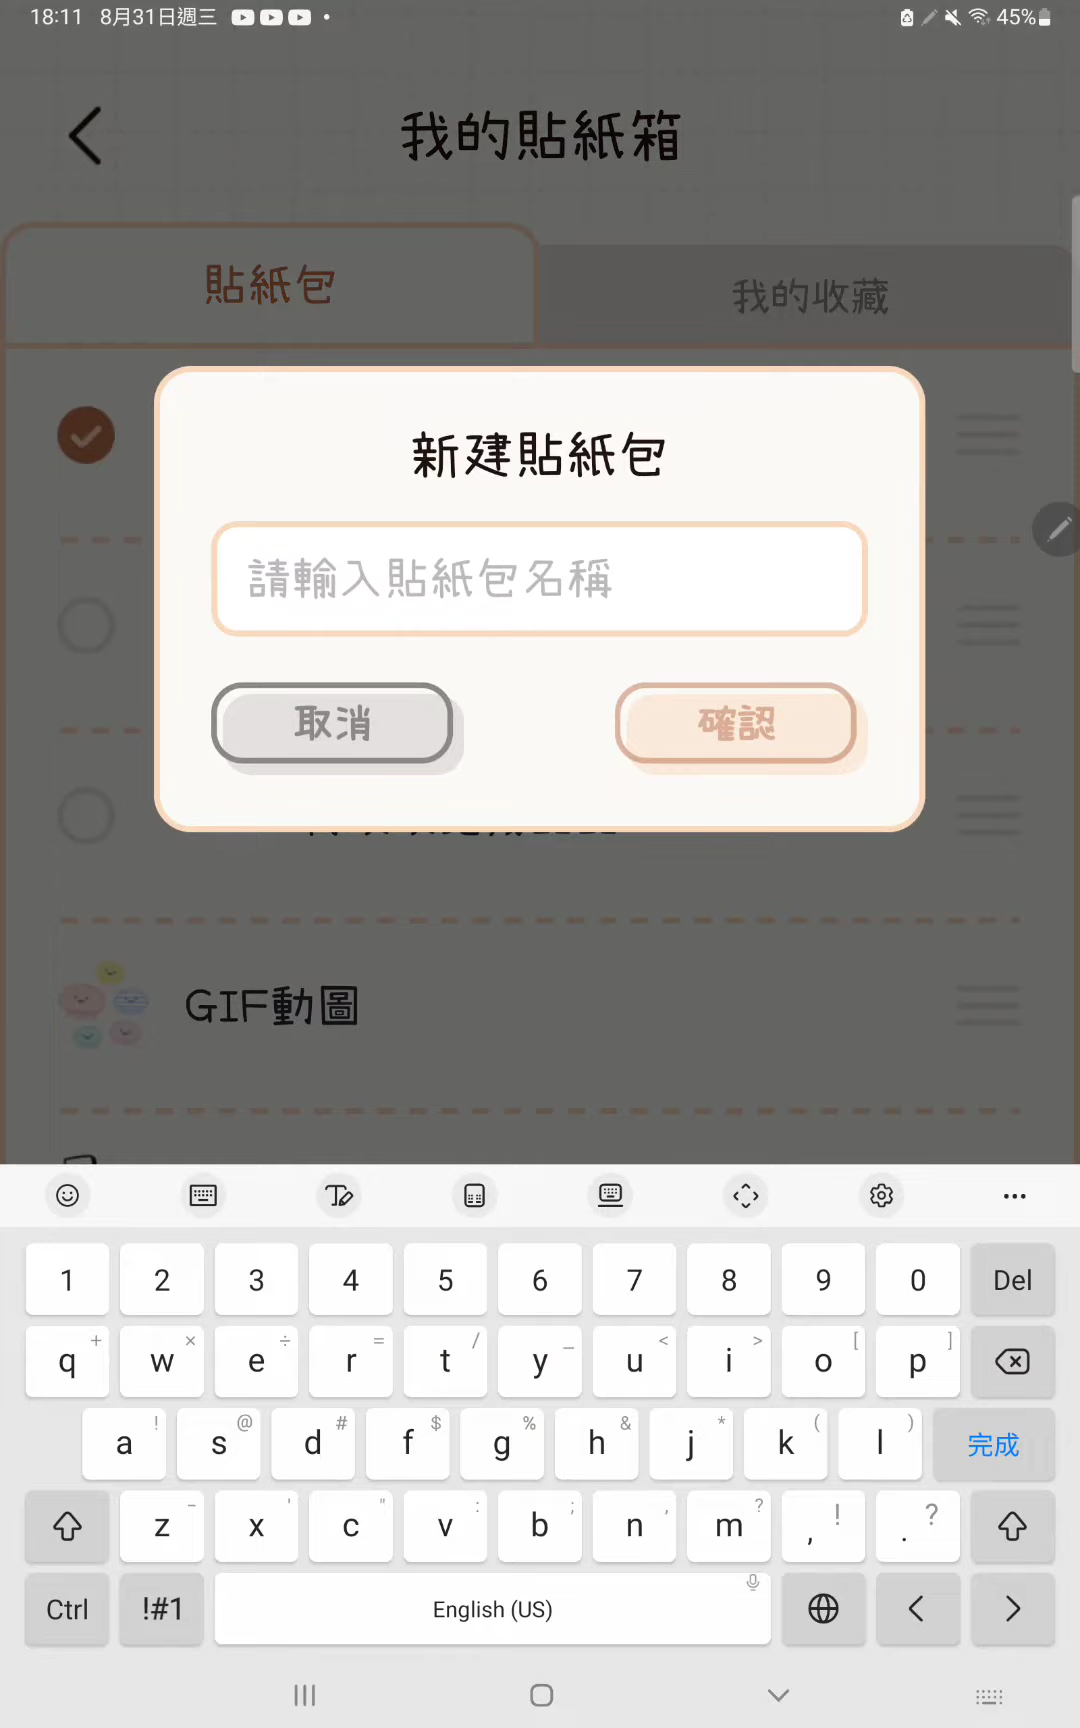 18:11 8月31日週三
45%
我的貼紙箱
貼紙包
我的收藏
新建貼紙包
請輸入貼紙包名稱
取消
確認
GIF動圖
1 2 3 4 5 6 7 8 9 0 Del
q + w × e ÷ r = t / y _ u < i > o [ p ]
a ! s @ d # f $ g % h & j * k ( l ) 完成
z - x ' c " v : b ; n , m ? , ! . ?
Ctrl !#1 English (US) < >